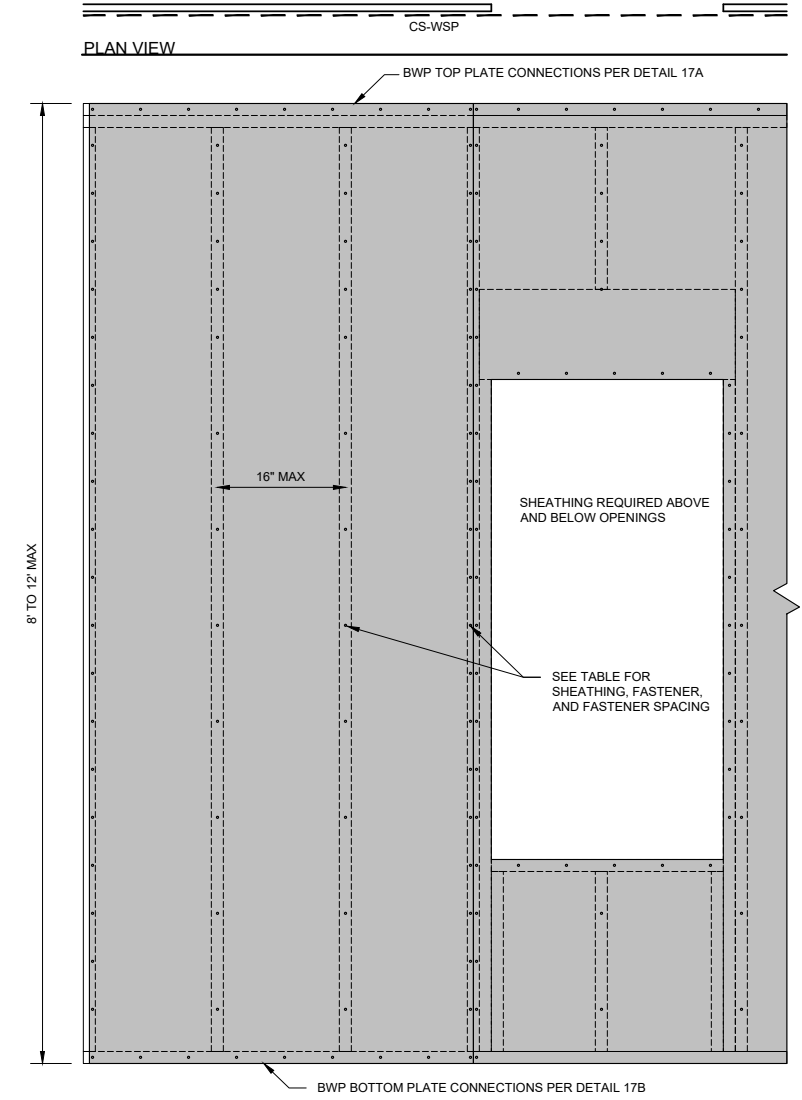 CS-WSP
PLAN VIEW
BWP TOP PLATE CONNECTIONS PER DETAIL 17A
16" MAX
SHEATHING REQUIRED ABOVE
AND BELOW OPENINGS
8' TO 12' MAX
SEE TABLE FOR
SHEATHING, FASTENER,
AND FASTENER SPACING
BWP BOTTOM PLATE CONNECTIONS PER DETAIL 17B